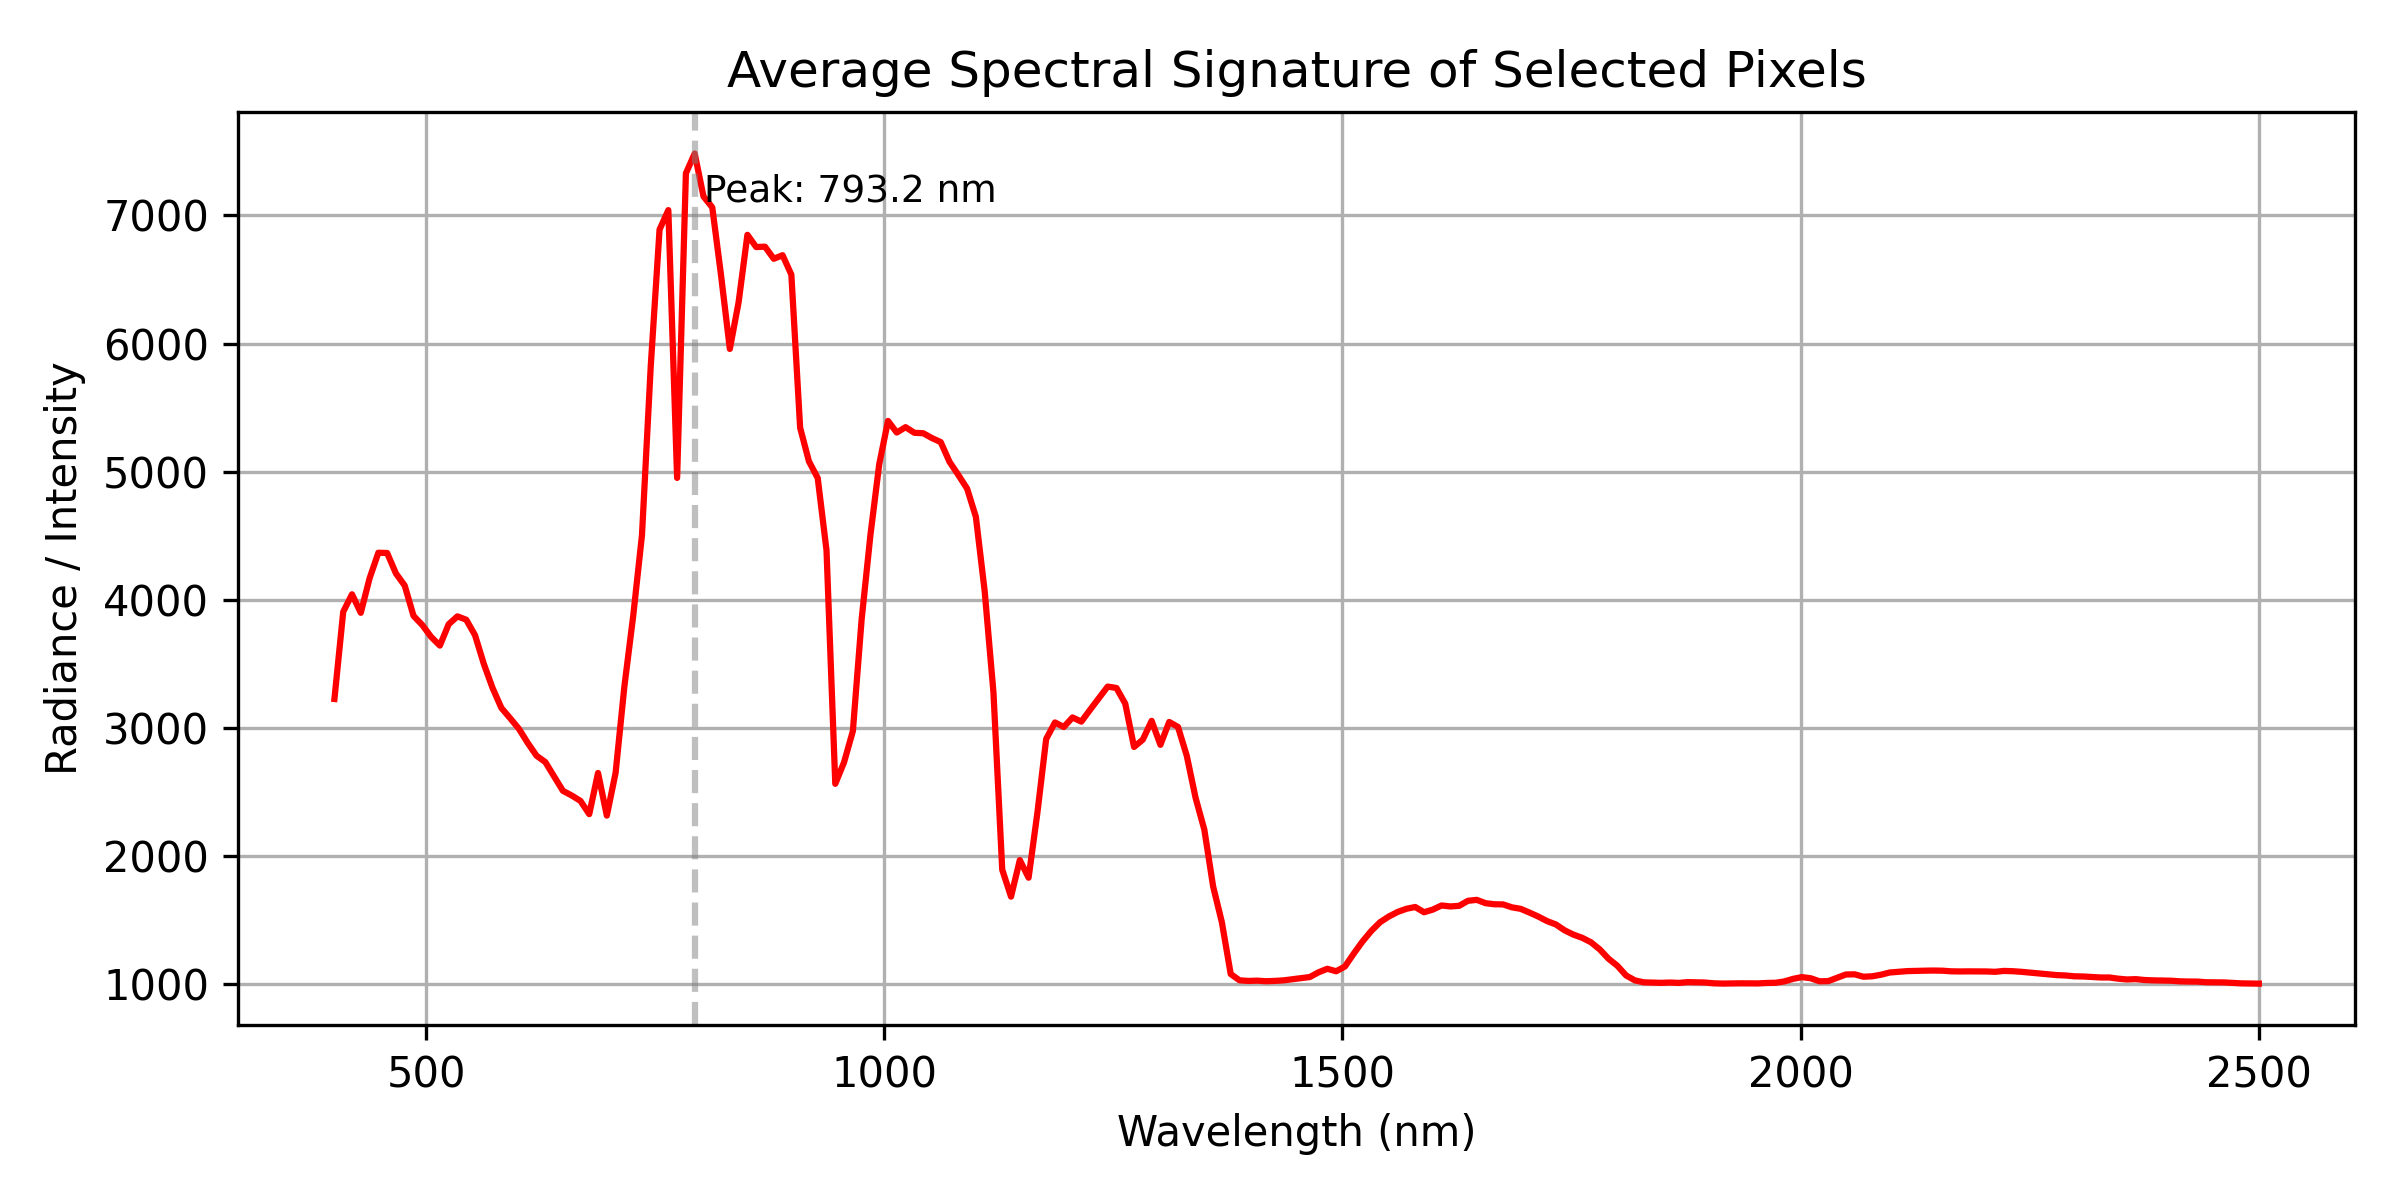 Average Spectral Signature of Selected Pixels
Peak: 793.2 nm
7000
6000
5000
4000
3000
2000
1000
Radiance / Intensity
500 1000 1500 2000 2500
Wavelength (nm)